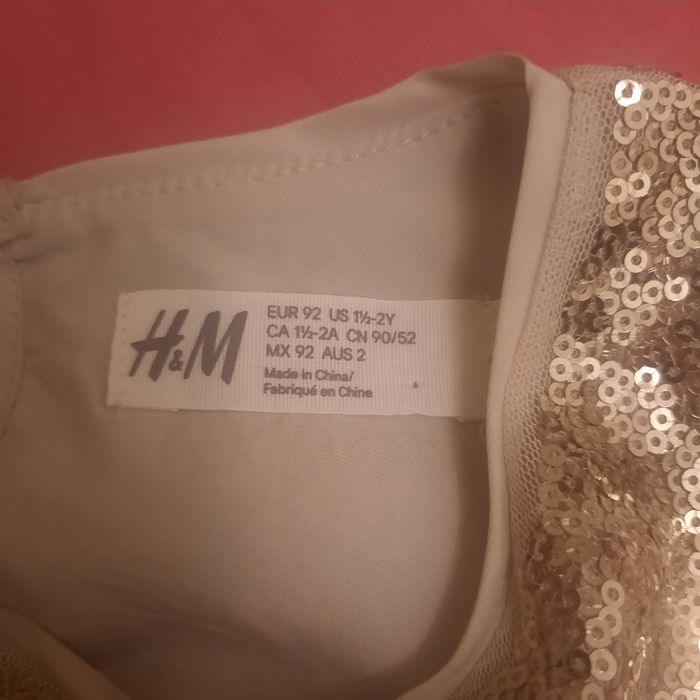 H&M
EUR 92 US 1½-2Y
CA 1½-2A CN 90/52
MX 92 AUS 2
Made in China/
Fabriqué en Chine